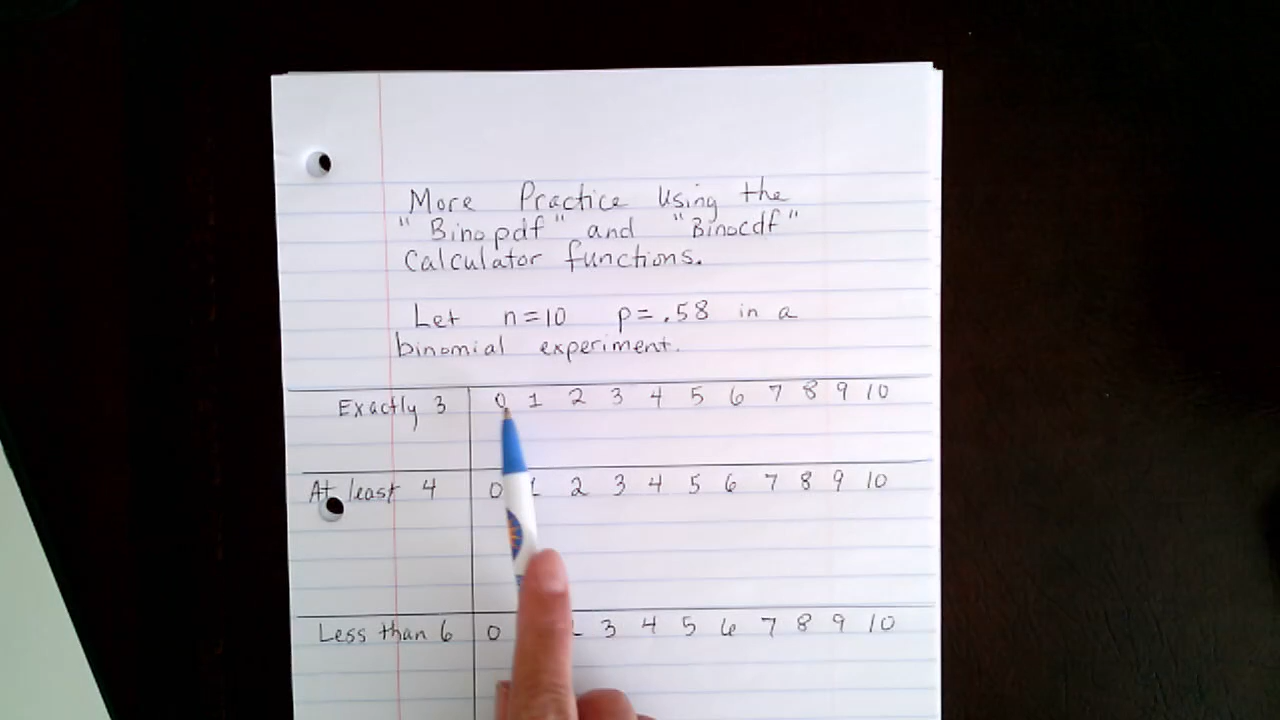 More Practice Using the
"Binopdf" and "Binocdf"
Calculator functions.
Let n=10 p=.58 in a
binomial experiment.
Exactly 3 0 1 2 3 4 5 6 7 8 9 10
At least 4 0 1 2 3 4 5 6 7 8 9 10
Less than 6 0 3 4 5 6 7 8 9 10